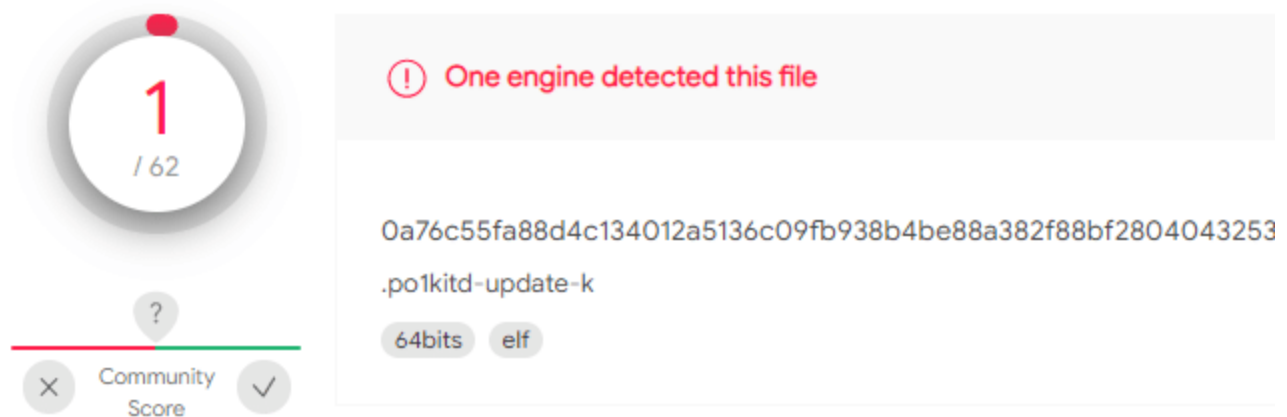 1
/ 62
?
Community
Score
One engine detected this file
0a76c55fa88d4c134012a5136c09fb938b4be88a382f88bf2804043253
.po1kitd-update-k
64bits
elf